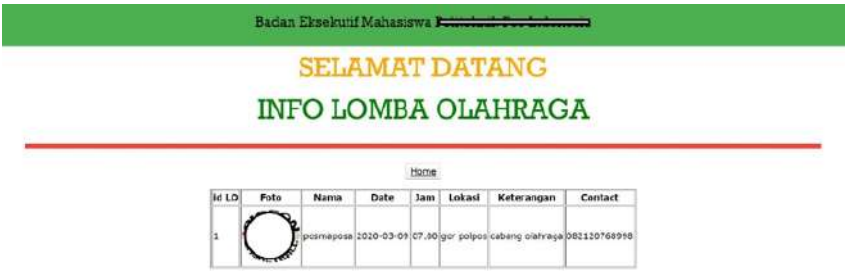 Badan Eksekutif Mahasiswa
SELAMAT DATANG
INFO LOMBA OLAHRAGA
Home
id LO Foto Nama Date Jam Lokasi Keterangan Contact
1 posmaposa 2020-03-09 07.00 gor polpos cabang olahraga 082120768998